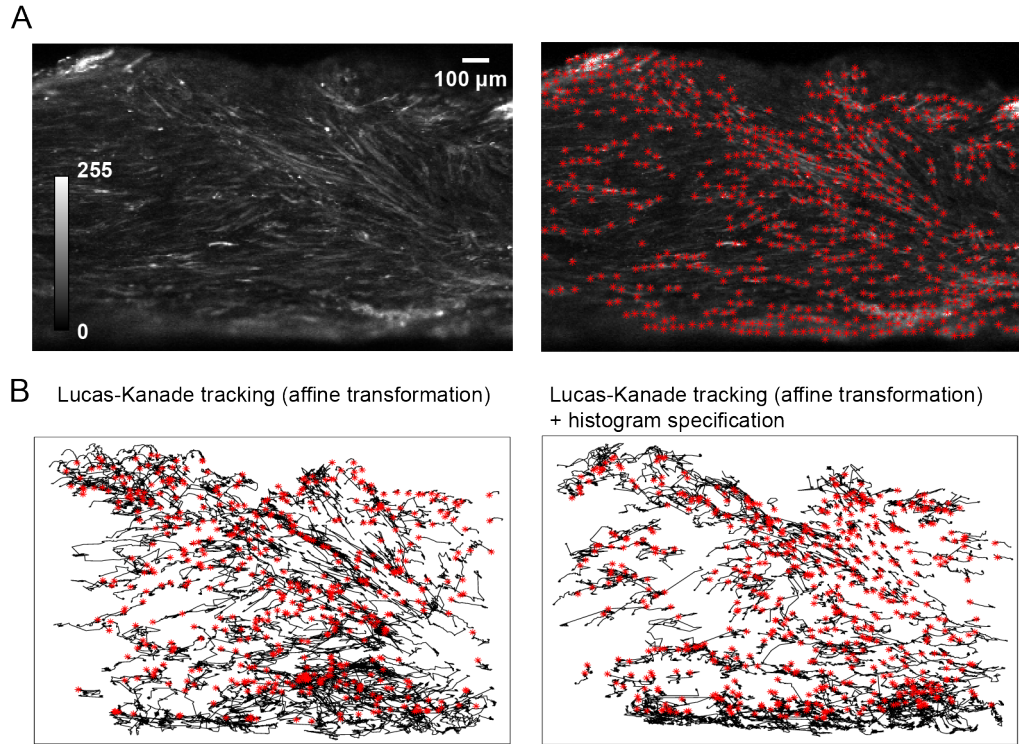 A
100 µm
255
0
B
Lucas-Kanade tracking (affine transformation)
Lucas-Kanade tracking (affine transformation)
+ histogram specification